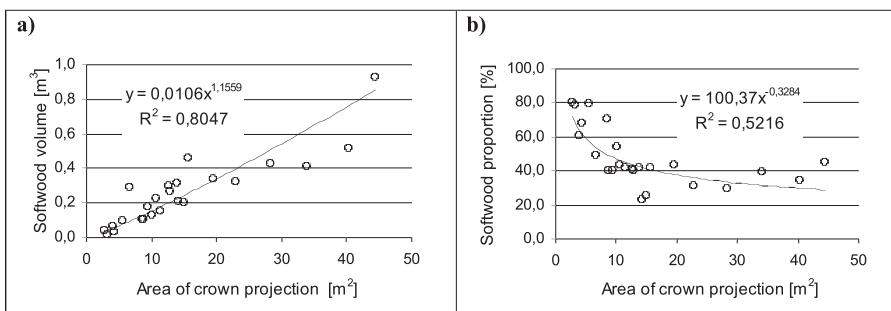 a)
1,0
0,8
0,6
0,4
0,2
0,0
Softwood volume [m³]
y = 0,0106x^1,1559
R² = 0,8047
0 10 20 30 40 50
Area of crown projection [m²]
b)
100,0
80,0
60,0
40,0
20,0
0,0
Softwood proportion [%]
y = 100,37x^-0,3284
R² = 0,5216
0 10 20 30 40 50
Area of crown projection [m²]